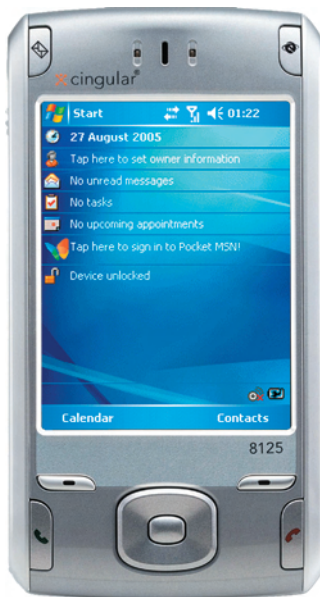 cingular®
Start 01:22
27 August 2005
Tap here to set owner information
No unread messages
No tasks
No upcoming appointments
Tap here to sign in to Pocket MSN!
Device unlocked
Calendar Contacts
8125